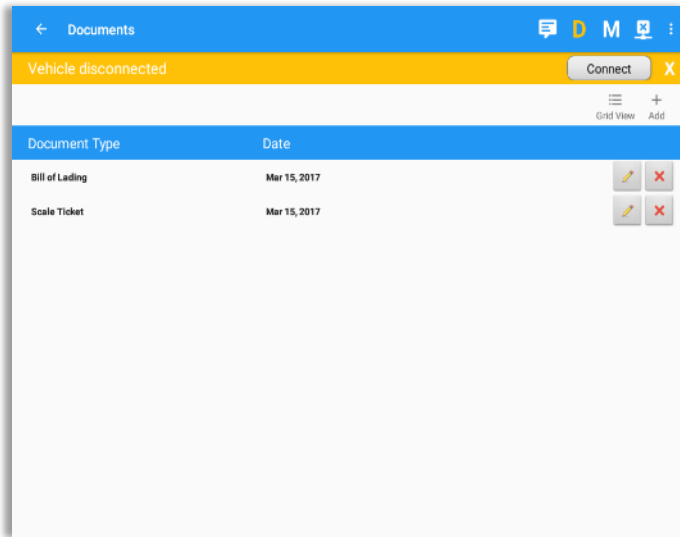 Documents D M
Vehicle disconnected Connect X
Grid View Add
Document Type Date
Bill of Lading Mar 15, 2017
Scale Ticket Mar 15, 2017